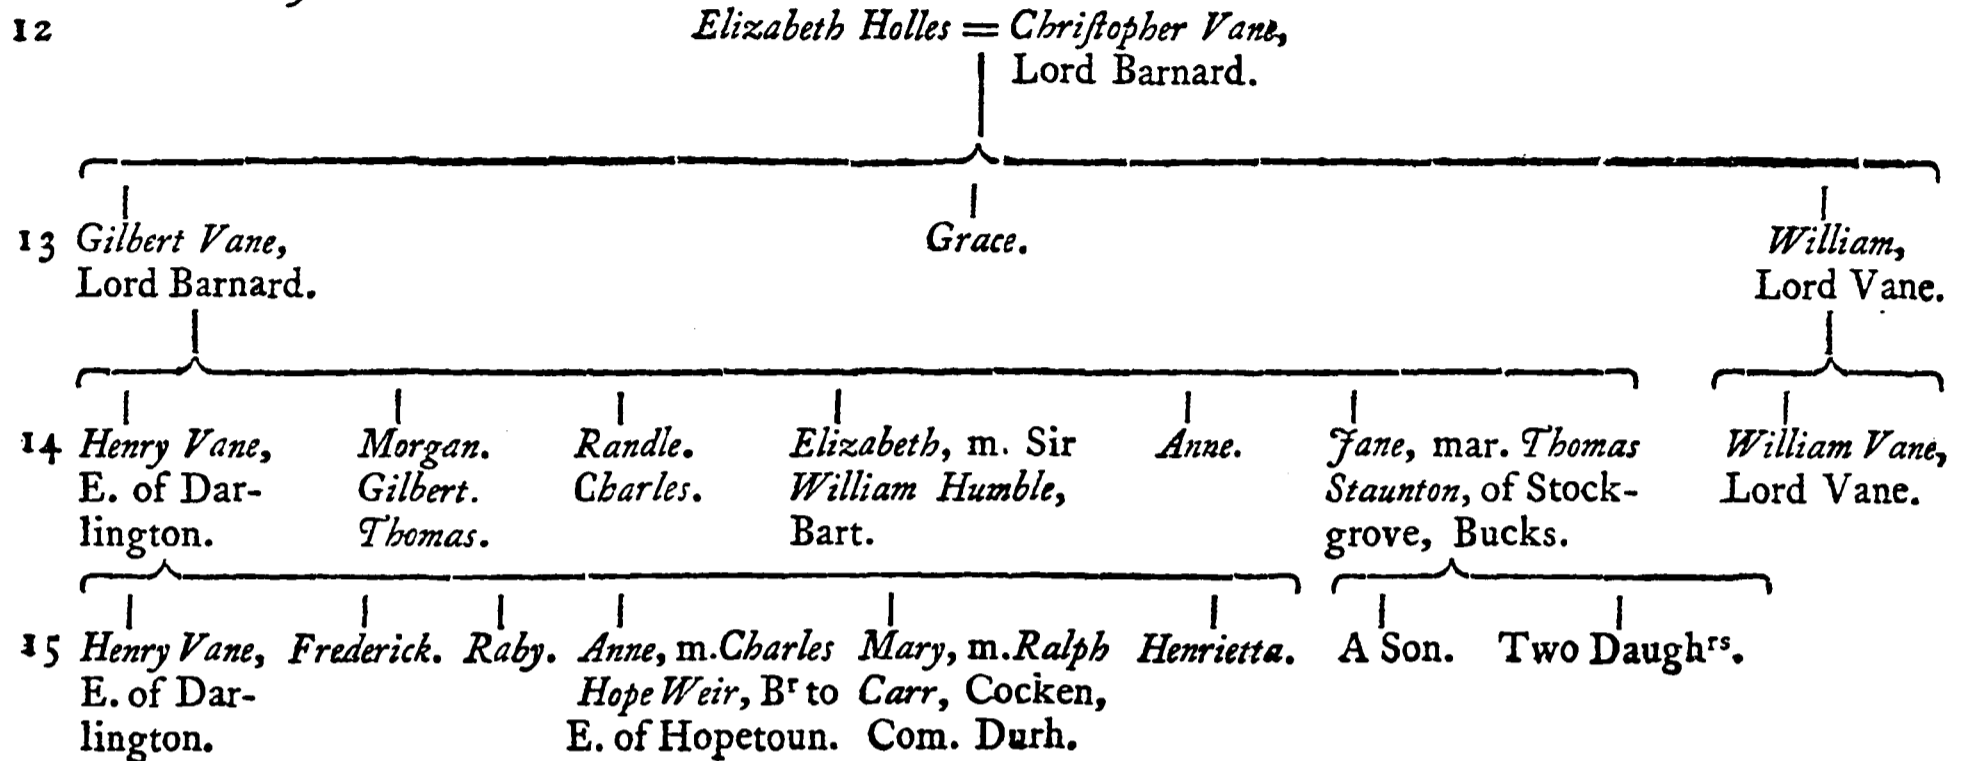 12 Elizabeth Holles = Chriſtopher Vane,
Lord Barnard.
13 Gilbert Vane, Grace. William,
Lord Barnard. Lord Vane.
14 Henry Vane, Morgan. Randle. Elizabeth, m. Sir Anne. Jane, mar. Thomas William Vane,
E. of Dar- Gilbert. Charles. William Humble, Staunton, of Stock- Lord Vane.
lington. Thomas. Bart. grove, Bucks.
15 Henry Vane, Frederick. Raby. Anne, m. Charles Mary, m. Ralph Henrietta. A Son. Two Daughʳˢ.
E. of Dar- Hope Weir, Bʳ to Carr, Cocken,
lington. E. of Hopetoun. Com. Durh.